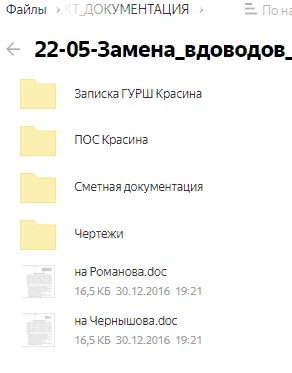 Файлы КТ_ДОКУМЕНТАЦИЯ По на
22-05-Замена_вдоводов_
Записка ГУРШ Красина
ПОС Красина
Сметная документация
Чертежи
на Романова.doc
16,5 КБ 30.12.2016 19:21
на Чернышова.doc
16,5 КБ 30.12.2016 19:21